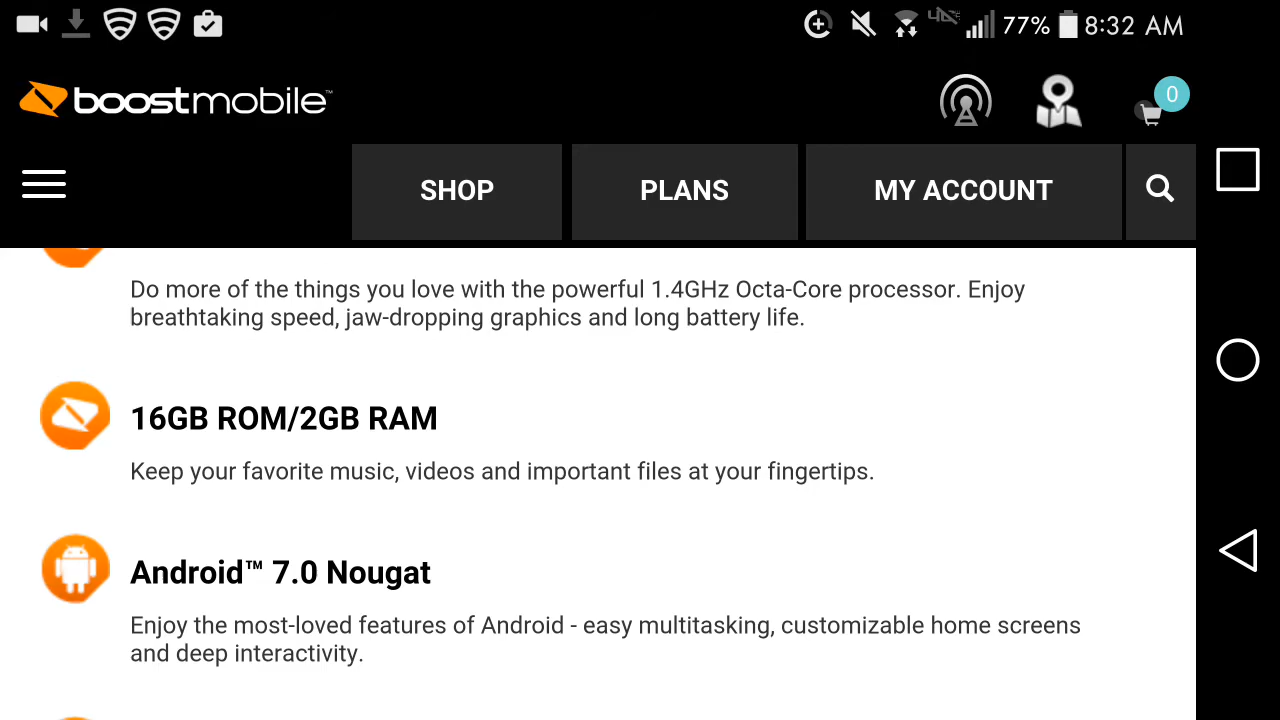 77% 8:32 AM
boostmobile™
0
SHOP PLANS MY ACCOUNT
Do more of the things you love with the powerful 1.4GHz Octa-Core processor. Enjoy
breathtaking speed, jaw-dropping graphics and long battery life.
16GB ROM/2GB RAM
Keep your favorite music, videos and important files at your fingertips.
Android™ 7.0 Nougat
Enjoy the most-loved features of Android - easy multitasking, customizable home screens
and deep interactivity.